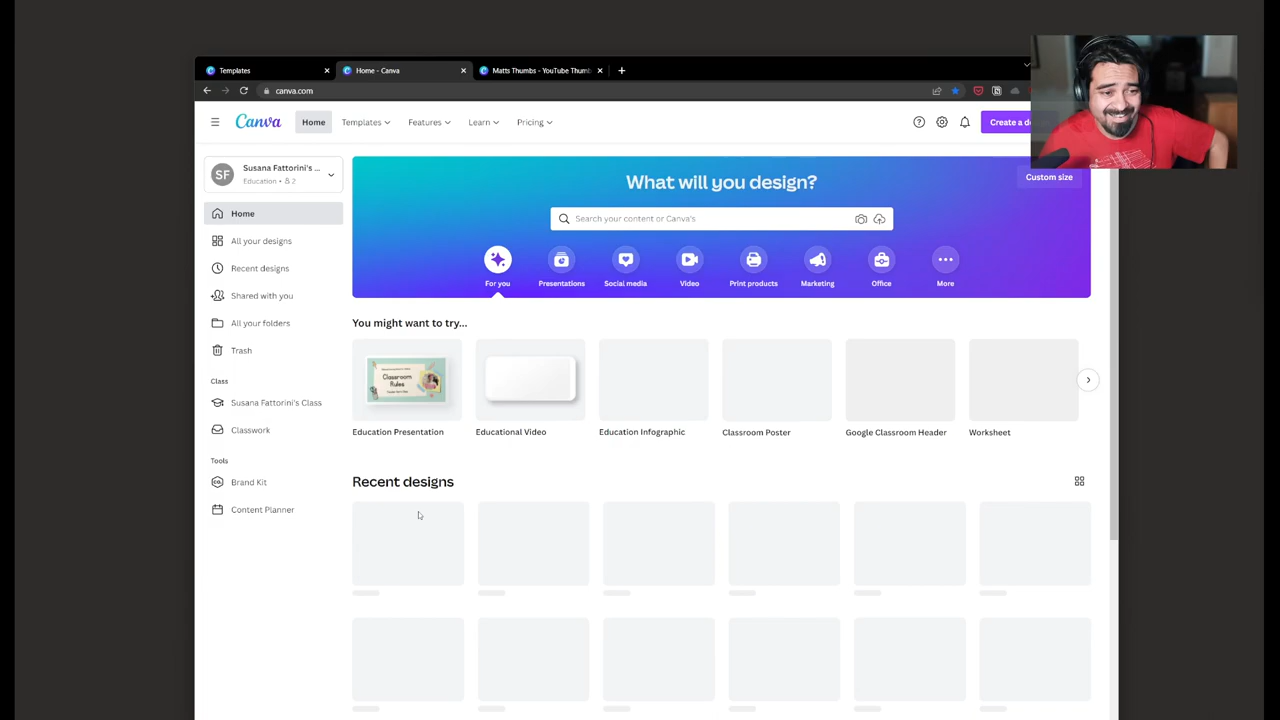 Templates
Home - Canva
Matts Thumbs - YouTube Thumb
canva.com
Canva
Home
Templates
Features
Learn
Pricing
Create a d
SF
Susana Fattorini's ...
Education • 2
Home
All your designs
Recent designs
Shared with you
All your folders
Trash
Class
Susana Fattorini's Class
Classwork
Tools
Brand Kit
Content Planner
What will you design?
Custom size
Search your content or Canva's
For you
Presentations
Social media
Video
Print products
Marketing
Office
More
You might want to try...
Classroom
Rules
Education Presentation
Educational Video
Education Infographic
Classroom Poster
Google Classroom Header
Worksheet
Recent designs